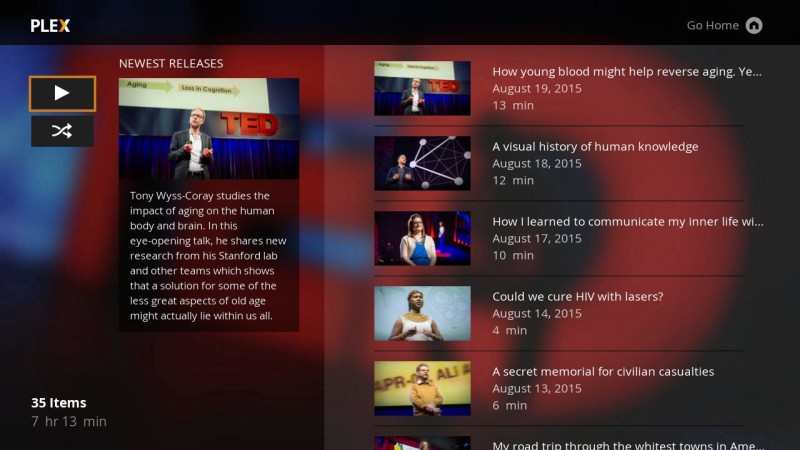 PLEX
Go Home
NEWEST RELEASES
Aging
Loss in Cognition
TED
Tony Wyss-Coray studies the
impact of aging on the human
body and brain. In this
eye-opening talk, he shares new
research from his Stanford lab
and other teams which shows
that a solution for some of the
less great aspects of old age
might actually lie within us all.
35 Items
7 hr 13 min
TED
How young blood might help reverse aging. Ye...
August 19, 2015
13 min
A visual history of human knowledge
August 18, 2015
12 min
How I learned to communicate my inner life wi...
August 17, 2015
10 min
Could we cure HIV with lasers?
August 14, 2015
4 min
APR-O ALI A
A secret memorial for civilian casualties
August 13, 2015
6 min
My road trip through the whitest towns in Ame...